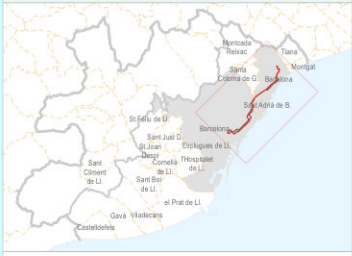 Montcada
Reixac
Tiana
Santa
Coloma de G.
Badalona
Montgat
Sant Adrià de B.
St Feliu de Ll.
Barcelona
Sant Just D.
Esplugues de Ll.
St Joan
Despí
Sant
Climent
de Ll.
Cornellà
de Ll.
l'Hospitalet
de Ll.
Sant Boi
de Ll.
el Prat de Ll.
Gavà
Viladecans
Castelldefels